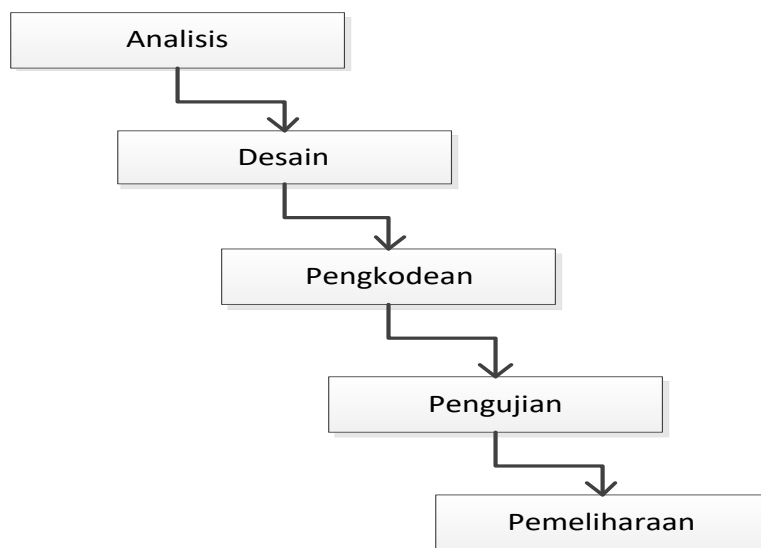 Analisis
Desain
Pengkodean
Pengujian
Pemeliharaan